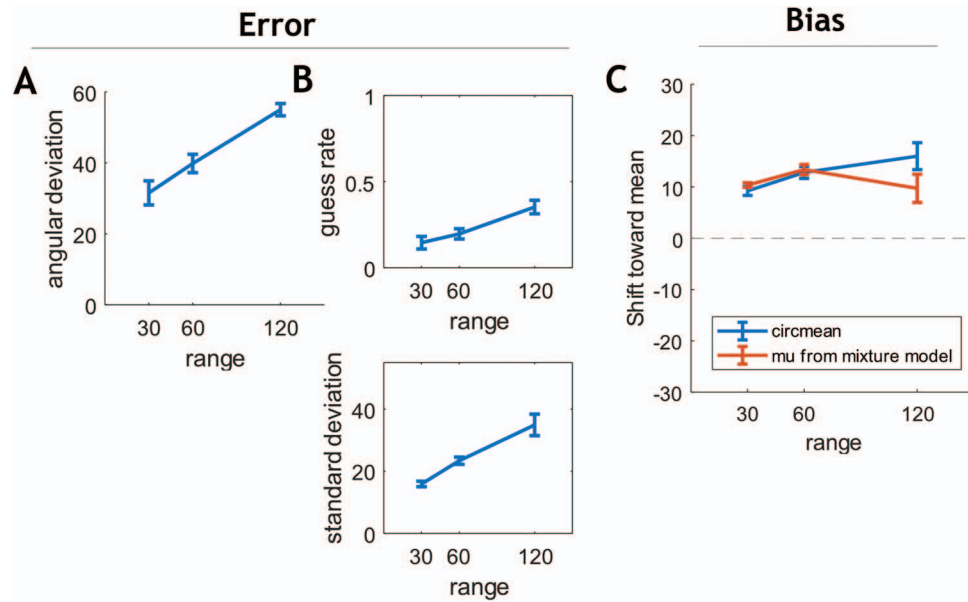 Error
Bias
A
60
40
20
0
angular deviation
30 60 120
range
B
1
0.5
0
guess rate
30 60 120
range
40
20
0
standard deviation
30 60 120
range
C
30
20
10
0
-10
-20
-30
Shift toward mean
circmean
mu from mixture model
30 60 120
range